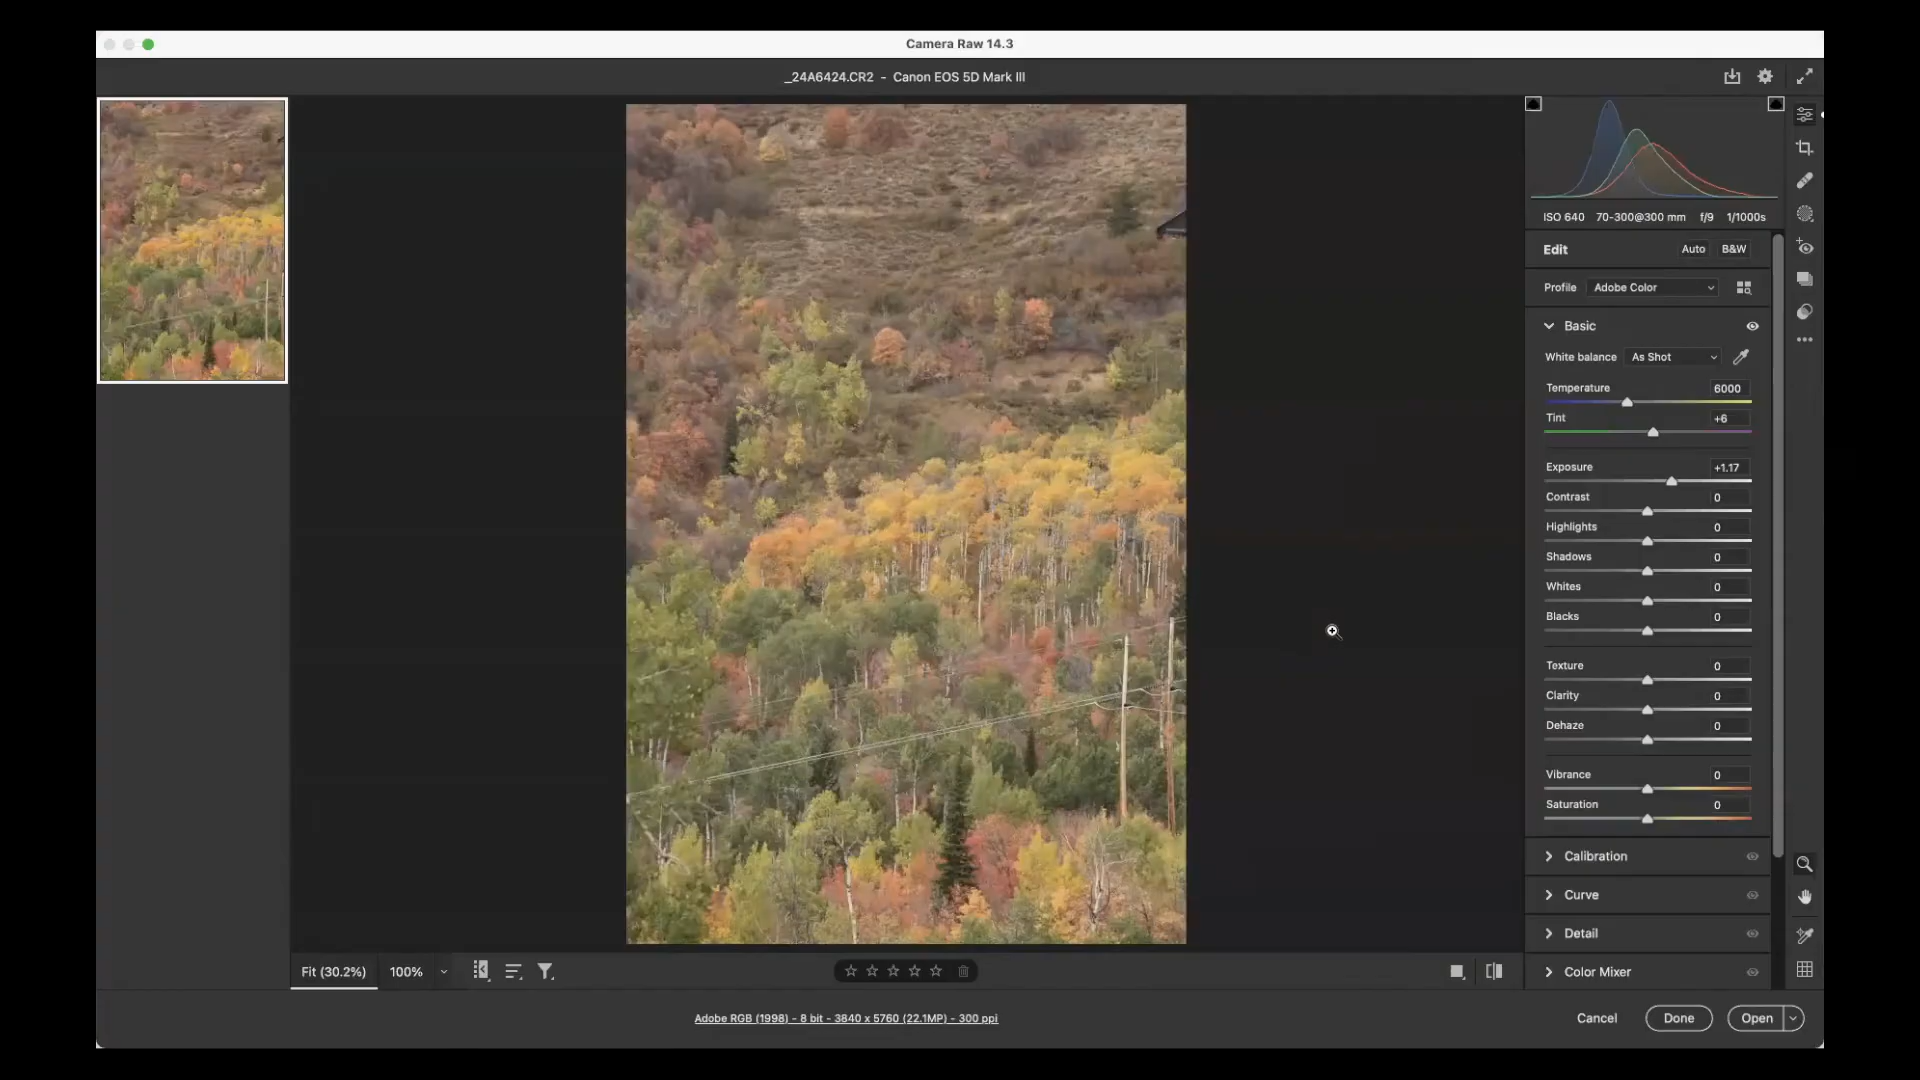 Camera Raw 14.3
_24A6424.CR2 - Canon EOS 5D Mark III
ISO 640 70-300@300 mm f/9 1/1000s
Edit Auto B&W
Profile Adobe Color
Basic
White balance As Shot
Temperature 6000
Tint +6
Exposure +1.17
Contrast 0
Highlights 0
Shadows 0
Whites 0
Blacks 0
Texture 0
Clarity 0
Dehaze 0
Vibrance 0
Saturation 0
Calibration
Curve
Detail
Color Mixer
Fit (30.2%) 100%
Adobe RGB (1998) - 8 bit - 3840 x 5760 (22.1MP) - 300 ppi
Cancel Done Open